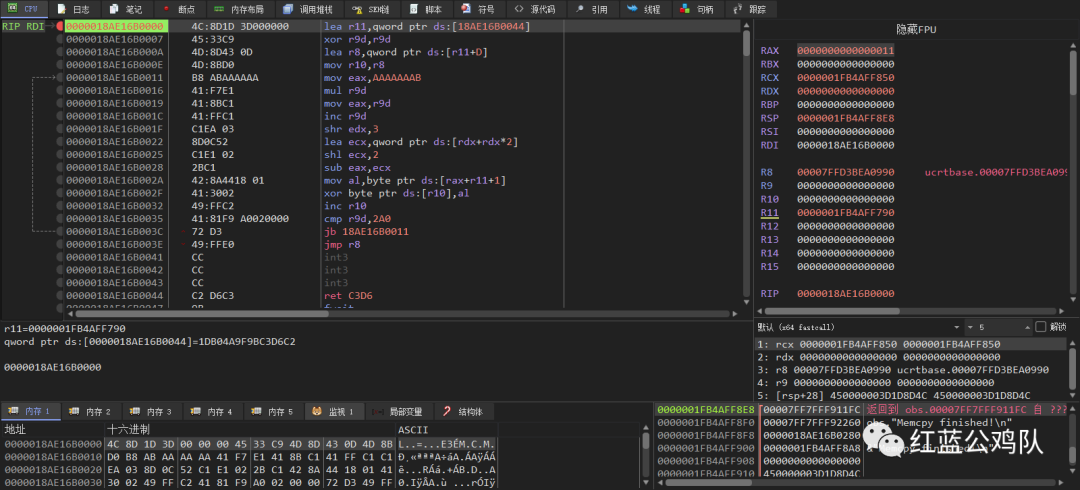 CPU 日志 笔记 断点 内存布局 调用堆栈 SEH链 脚本 符号 源代码 引用 线程 句柄 跟踪
RIP RDI
0000018AE16B0000 4C:8D1D 3D000000 lea r11,qword ptr ds:[18AE16B0044]
0000018AE16B0007 45:33C9 xor r9d,r9d
0000018AE16B000A 4D:8D43 0D lea r8,qword ptr ds:[r11+D]
0000018AE16B000E 4D:8BD0 mov r10,r8
0000018AE16B0011 B8 ABAAAAAA mov eax,AAAAAAAB
0000018AE16B0016 41:F7E1 mul r9d
0000018AE16B0019 41:8BC1 mov eax,r9d
0000018AE16B001C 41:FFC1 inc r9d
0000018AE16B001F C1EA 03 shr edx,3
0000018AE16B0022 8D0C52 lea ecx,qword ptr ds:[rdx+rdx*2]
0000018AE16B0025 C1E1 02 shl ecx,2
0000018AE16B0028 2BC1 sub eax,ecx
0000018AE16B002A 42:8A4418 01 mov al,byte ptr ds:[rax+r11+1]
0000018AE16B002F 41:3002 xor byte ptr ds:[r10],al
0000018AE16B0032 49:FFC2 inc r10
0000018AE16B0035 41:81F9 A0020000 cmp r9d,2A0
0000018AE16B003C 72 D3 jb 18AE16B0011
0000018AE16B003E 49:FFE0 jmp r8
0000018AE16B0041 CC int3
0000018AE16B0042 CC int3
0000018AE16B0043 CC int3
0000018AE16B0044 C2 D6C3 ret C3D6
隐藏FPU
RAX 0000000000000011
RBX 0000000000000000
RCX 0000001FB4AFF850
RDX 0000000000000000
RBP 0000000000000000
RSP 0000001FB4AFF8E8
RSI 0000000000000000
RDI 0000018AE16B0000
R8 00007FFD3BEA0990 ucrtbase.00007FFD3BEA099
R9 0000000000000000
R10 0000000000000000
R11 0000001FB4AFF790
R12 0000000000000000
R13 0000000000000000
R14 0000000000000000
R15 0000000000000000
RIP 0000018AE16B0000
r11=0000001FB4AFF790
qword ptr ds:[0000018AE16B0044]=1DB04A9F9BC3D6C2
0000018AE16B0000
默认 (x64 fastcall) 5 解锁
1: rcx 0000001FB4AFF850 0000001FB4AFF850
2: rdx 0000000000000000 0000000000000000
3: r8 00007FFD3BEA0990 ucrtbase.00007FFD3BEA0990
4: r9 0000000000000000 0000000000000000
5: [rsp+28] 450000003D1D8D4C 450000003D1D8D4C
内存 1 内存 2 内存 3 内存 4 内存 5 监视 1 局部变量 结构体
地址 十六进制 ASCII
0000018AE16B0000 4C 8D 1D 3D 00 00 00 45 33 C9 4D 8D 43 0D 4D 8B L..=...E3ÉM.C.M.
0000018AE16B0010 D0 B8 AB AA AA AA 41 F7 E1 41 8B C1 41 FF C1 C1 Ð¸«ªªªA÷áA.ÁAÿÁÁ
0000018AE16B0020 EA 03 8D 0C 52 C1 E1 02 2B C1 42 8A 44 18 01 41 ê...RÁá.+ÁB.D..A
0000018AE16B0030 30 02 49 FF C2 41 81 F9 A0 02 00 00 72 D3 49 FF 0.IÿÂA.ù ...rÓIÿ
0000001FB4AFF8E8 00007FF7FFF911FC 返回到 obs.00007FF7FFF911FC 自 ???
0000001FB4AFF8F0 00007FF7FFF92260 obs."Memcpy finished!\n"
0000001FB4AFF8F8 0000018AE16B0280
0000001FB4AFF900 0000001FB4AFF8A8
0000001FB4AFF908 0000000000000000
0000001FB4AFF910 450000003D1D8D4C
红蓝公鸡队